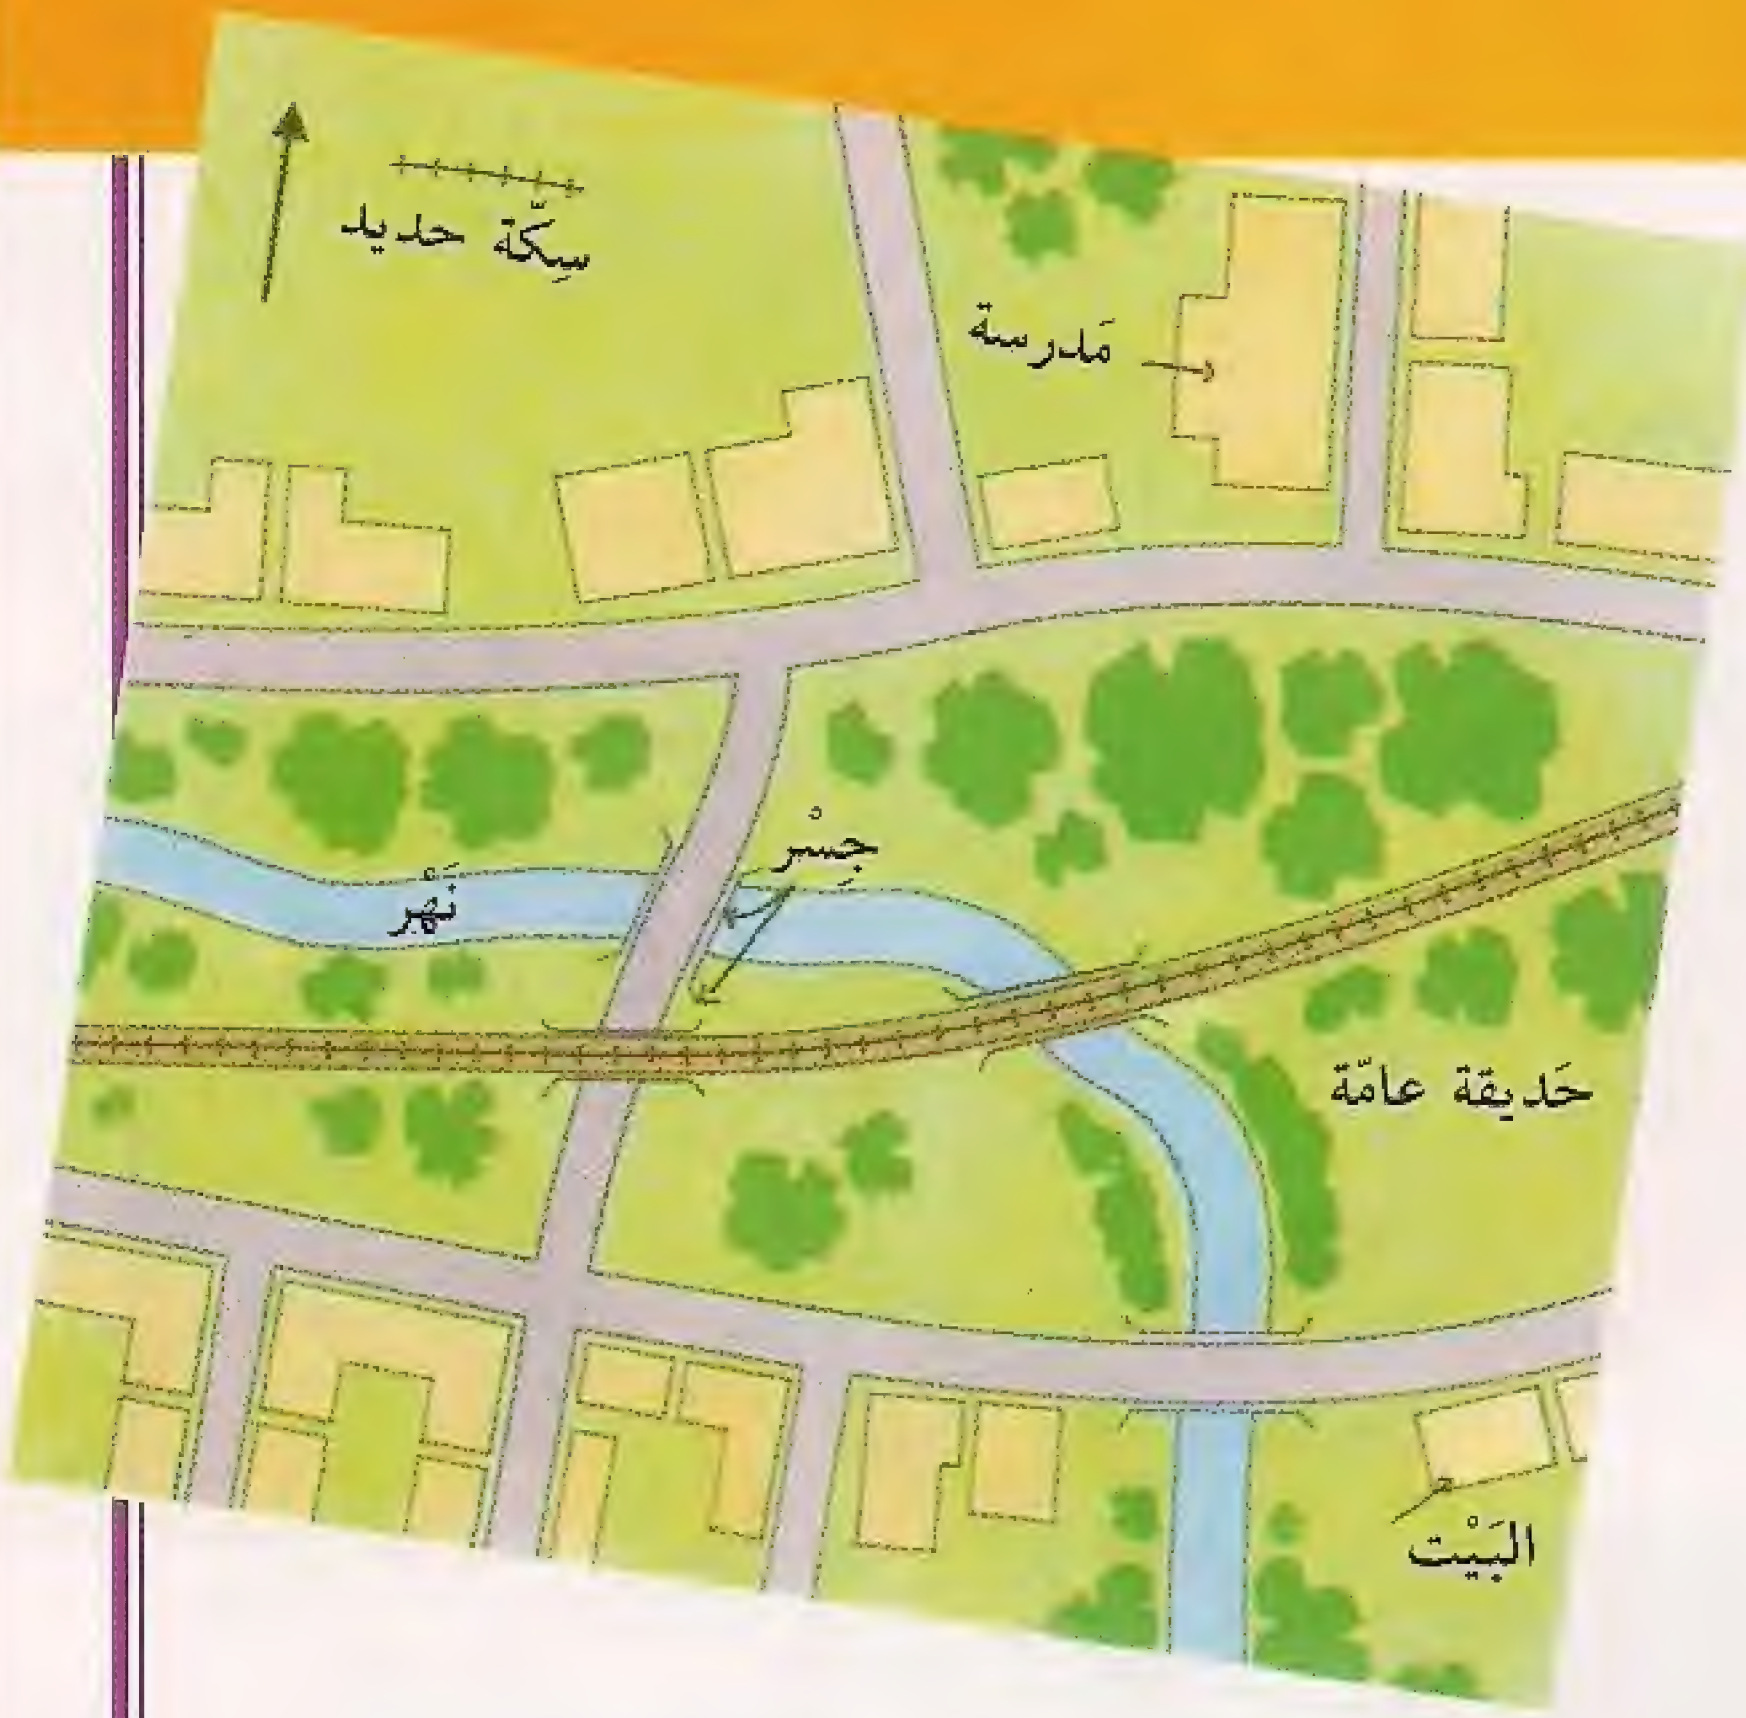 سِكّة حديد
مَدرسة
جِسْر
نَهْر
حَديقة عامّة
البَيْت